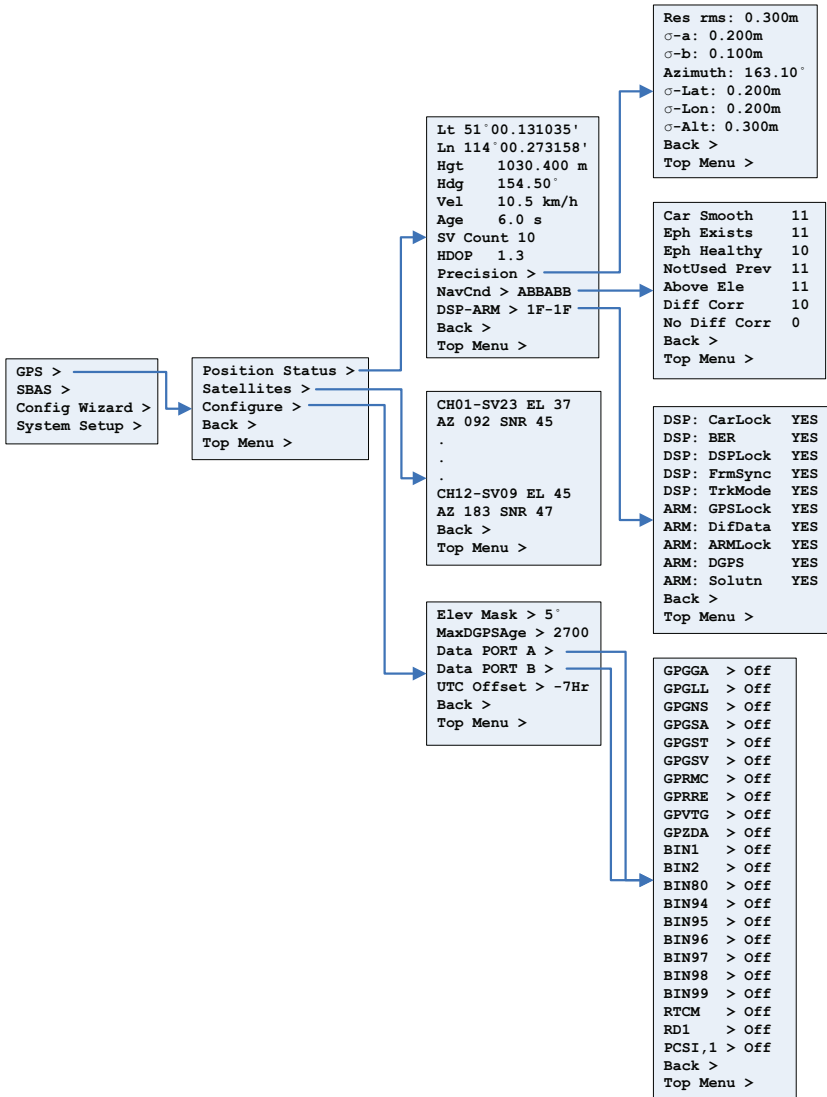 GPS >
SBAS >
Config Wizard >
System Setup >
Position Status >
Satellites >
Configure >
Back >
Top Menu >
Lt 51°00.131035'
Ln 114°00.273158'
Hgt 1030.400 m
Hdg 154.50°
Vel 10.5 km/h
Age 6.0 s
SV Count 10
HDOP 1.3
Precision >
NavCnd > ABBABB
DSP-ARM > 1F-1F
Back >
Top Menu >
CH01-SV23 EL 37
AZ 092 SNR 45
.
.
.
CH12-SV09 EL 45
AZ 183 SNR 47
Back >
Top Menu >
Elev Mask > 5°
MaxDGPSAge > 2700
Data PORT A >
Data PORT B >
UTC Offset > -7Hr
Back >
Top Menu >
Res rms: 0.300m
σ-a: 0.200m
σ-b: 0.100m
Azimuth: 163.10°
σ-Lat: 0.200m
σ-Lon: 0.200m
σ-Alt: 0.300m
Back >
Top Menu >
Car Smooth 11
Eph Exists 11
Eph Healthy 10
NotUsed Prev 11
Above Ele 11
Diff Corr 10
No Diff Corr 0
Back >
Top Menu >
DSP: CarLock YES
DSP: BER YES
DSP: DSPLock YES
DSP: FrmSync YES
DSP: TrkMode YES
ARM: GPSLock YES
ARM: DifData YES
ARM: ARMLock YES
ARM: DGPS YES
ARM: Solutn YES
Back >
Top Menu >
GPGGA > Off
GPGLL > Off
GPGNS > Off
GPGSA > Off
GPGST > Off
GPGSV > Off
GPRMC > Off
GPRRE > Off
GPVTG > Off
GPZDA > Off
BIN1 > Off
BIN2 > Off
BIN80 > Off
BIN94 > Off
BIN95 > Off
BIN96 > Off
BIN97 > Off
BIN98 > Off
BIN99 > Off
RTCM > Off
RD1 > Off
PCSI,1 > Off
Back >
Top Menu >